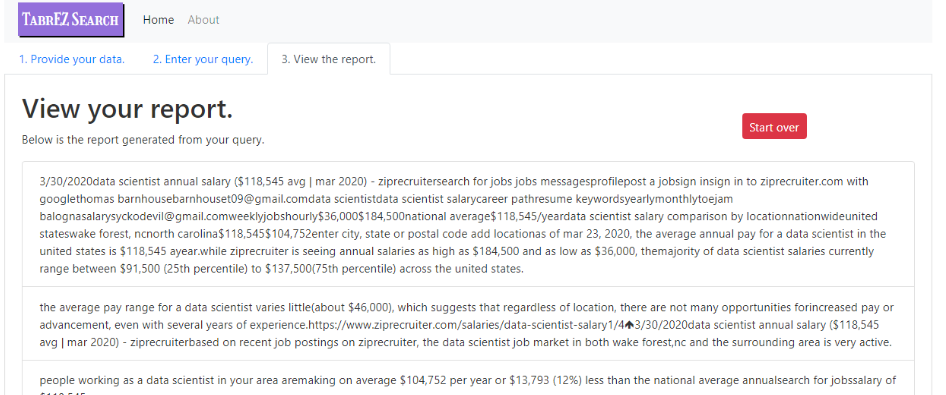 TABREZ SEARCH Home About
1. Provide your data. 2. Enter your query. 3. View the report.
View your report.
Start over
Below is the report generated from your query.
3/30/2020data scientist annual salary ($118,545 avg | mar 2020) - ziprecruitersearch for jobs jobs messagesprofilepost a jobsign insign in to ziprecruiter.com with
googlethomas barnhousebarnhouset09@gmail.comdata scientistdata scientist salarycareer pathresume keywordsyearlymonthlytoejam
balognasalarysyckodevil@gmail.comweeklyjobshourly$36,000$184,500national average$118,545/yeardata scientist salary comparison by locationnationwideunited
stateswake forest, ncnorth carolina$118,545$104,752enter city, state or postal code add locationas of mar 23, 2020, the average annual pay for a data scientist in the
united states is $118,545 ayear.while ziprecruiter is seeing annual salaries as high as $184,500 and as low as $36,000, themajority of data scientist salaries currently
range between $91,500 (25th percentile) to $137,500(75th percentile) across the united states.
the average pay range for a data scientist varies little(about $46,000), which suggests that regardless of location, there are not many opportunities forincreased pay or
advancement, even with several years of experience.https://www.ziprecruiter.com/salaries/data-scientist-salary1/4🡅3/30/2020data scientist annual salary ($118,545
avg | mar 2020) - ziprecruiterbased on recent job postings on ziprecruiter, the data scientist job market in both wake forest,nc and the surrounding area is very active.
people working as a data scientist in your area aremaking on average $104,752 per year or $13,793 (12%) less than the national average annualsearch for jobssalary of